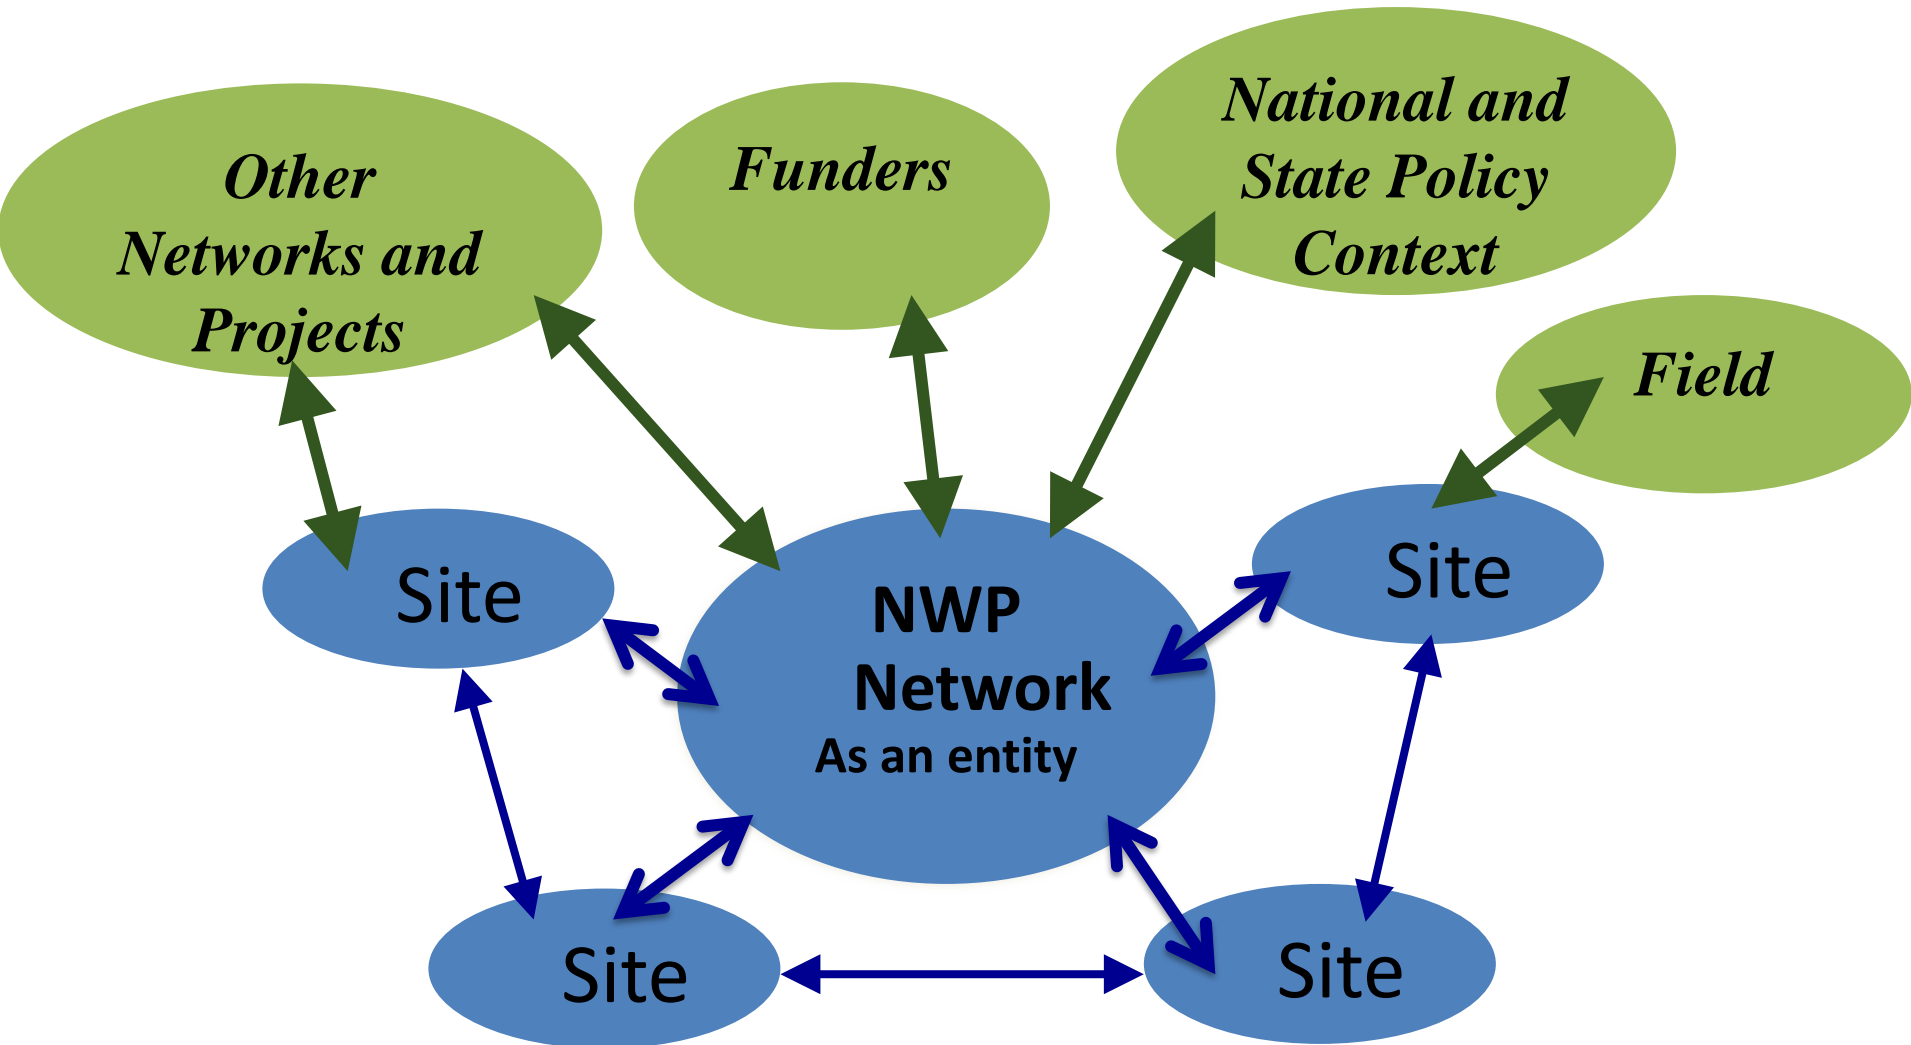 Other
Networks and
Projects
Funders
National and
State Policy
Context
Field
Site
NWP
Network
As an entity
Site
Site
Site